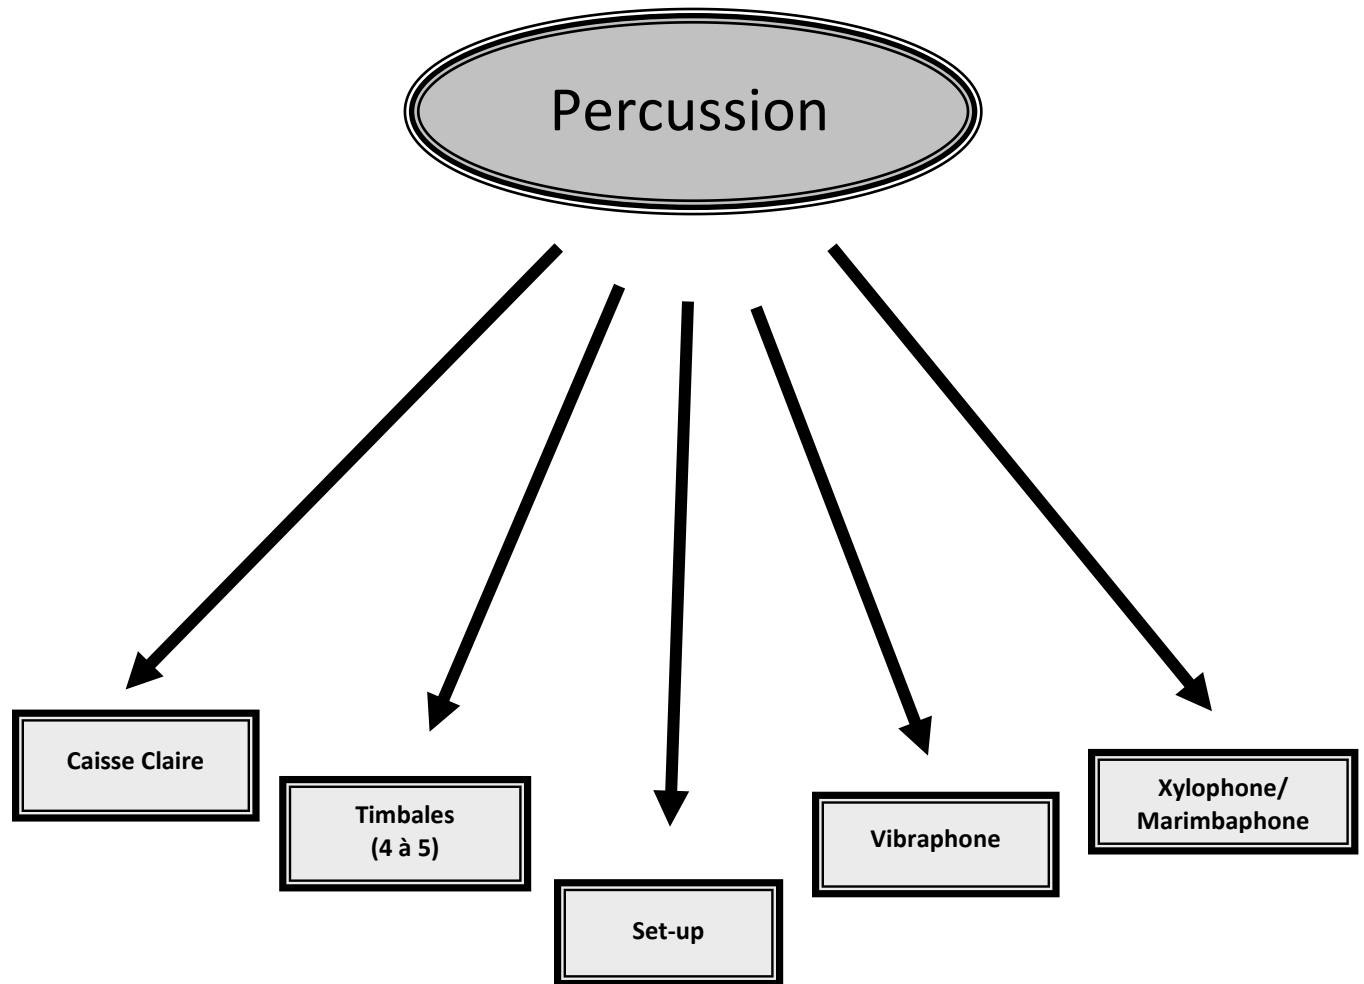 Percussion
Caisse Claire
Timbales
(4 à 5)
Set-up
Vibraphone
Xylophone/
Marimbaphone